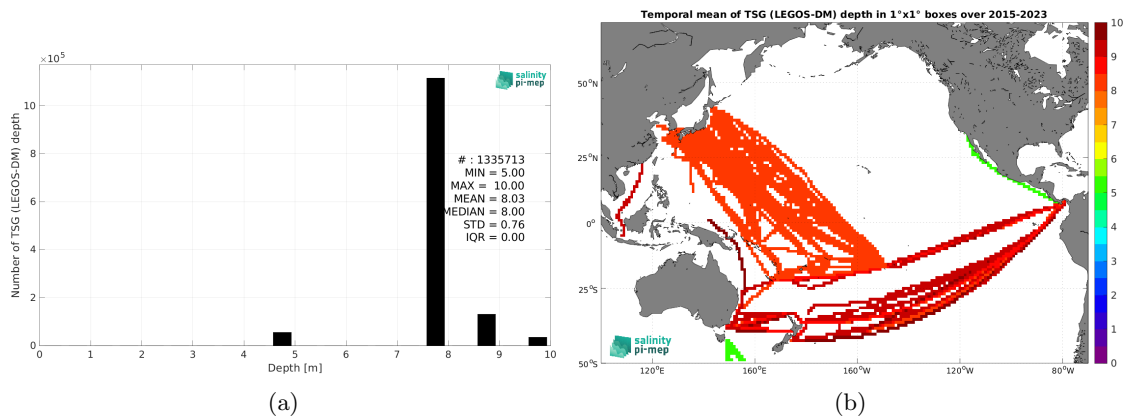 ×10⁵
10
8
6
4
2
0
Number of TSG (LEGOS-DM) depth
salinity
pi-mep
# : 1335713
MIN = 5.00
MAX = 10.00
MEAN = 8.03
MEDIAN = 8.00
STD = 0.76
IQR = 0.00
0 1 2 3 4 5 6 7 8 9 10
Depth [m]
(a)
Temporal mean of TSG (LEGOS-DM) depth in 1°x1° boxes over 2015-2023
50°N
25°N
0°
25°S
50°S
120°E 160°E 160°W 120°W 80°W
salinity
pi-mep
10
9
8
7
6
5
4
3
2
1
0
(b)